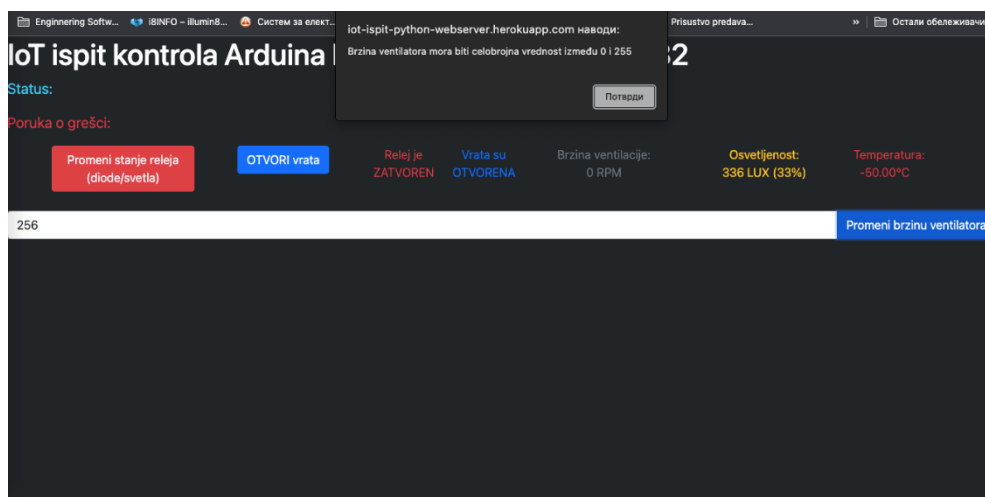 Enginnering Softw... i8INFO – illumin8... Систем за елект... Prisustvo predava... » Остали обележивачи
iot-ispit-python-webserver.herokuapp.com наводи:
Brzina ventilatora mora biti celobrojna vrednost između 0 i 255
Потврди
IoT ispit kontrola Arduina
Status:
Poruka o grešci:
Promeni stanje releja
(diode/svetla)
OTVORI vrata
Relej je
ZATVOREN
Vrata su
OTVORENA
Brzina ventilacije:
0 RPM
Osvetljenost:
336 LUX (33%)
Temperatura:
-50.00°C
256
Promeni brzinu ventilatora